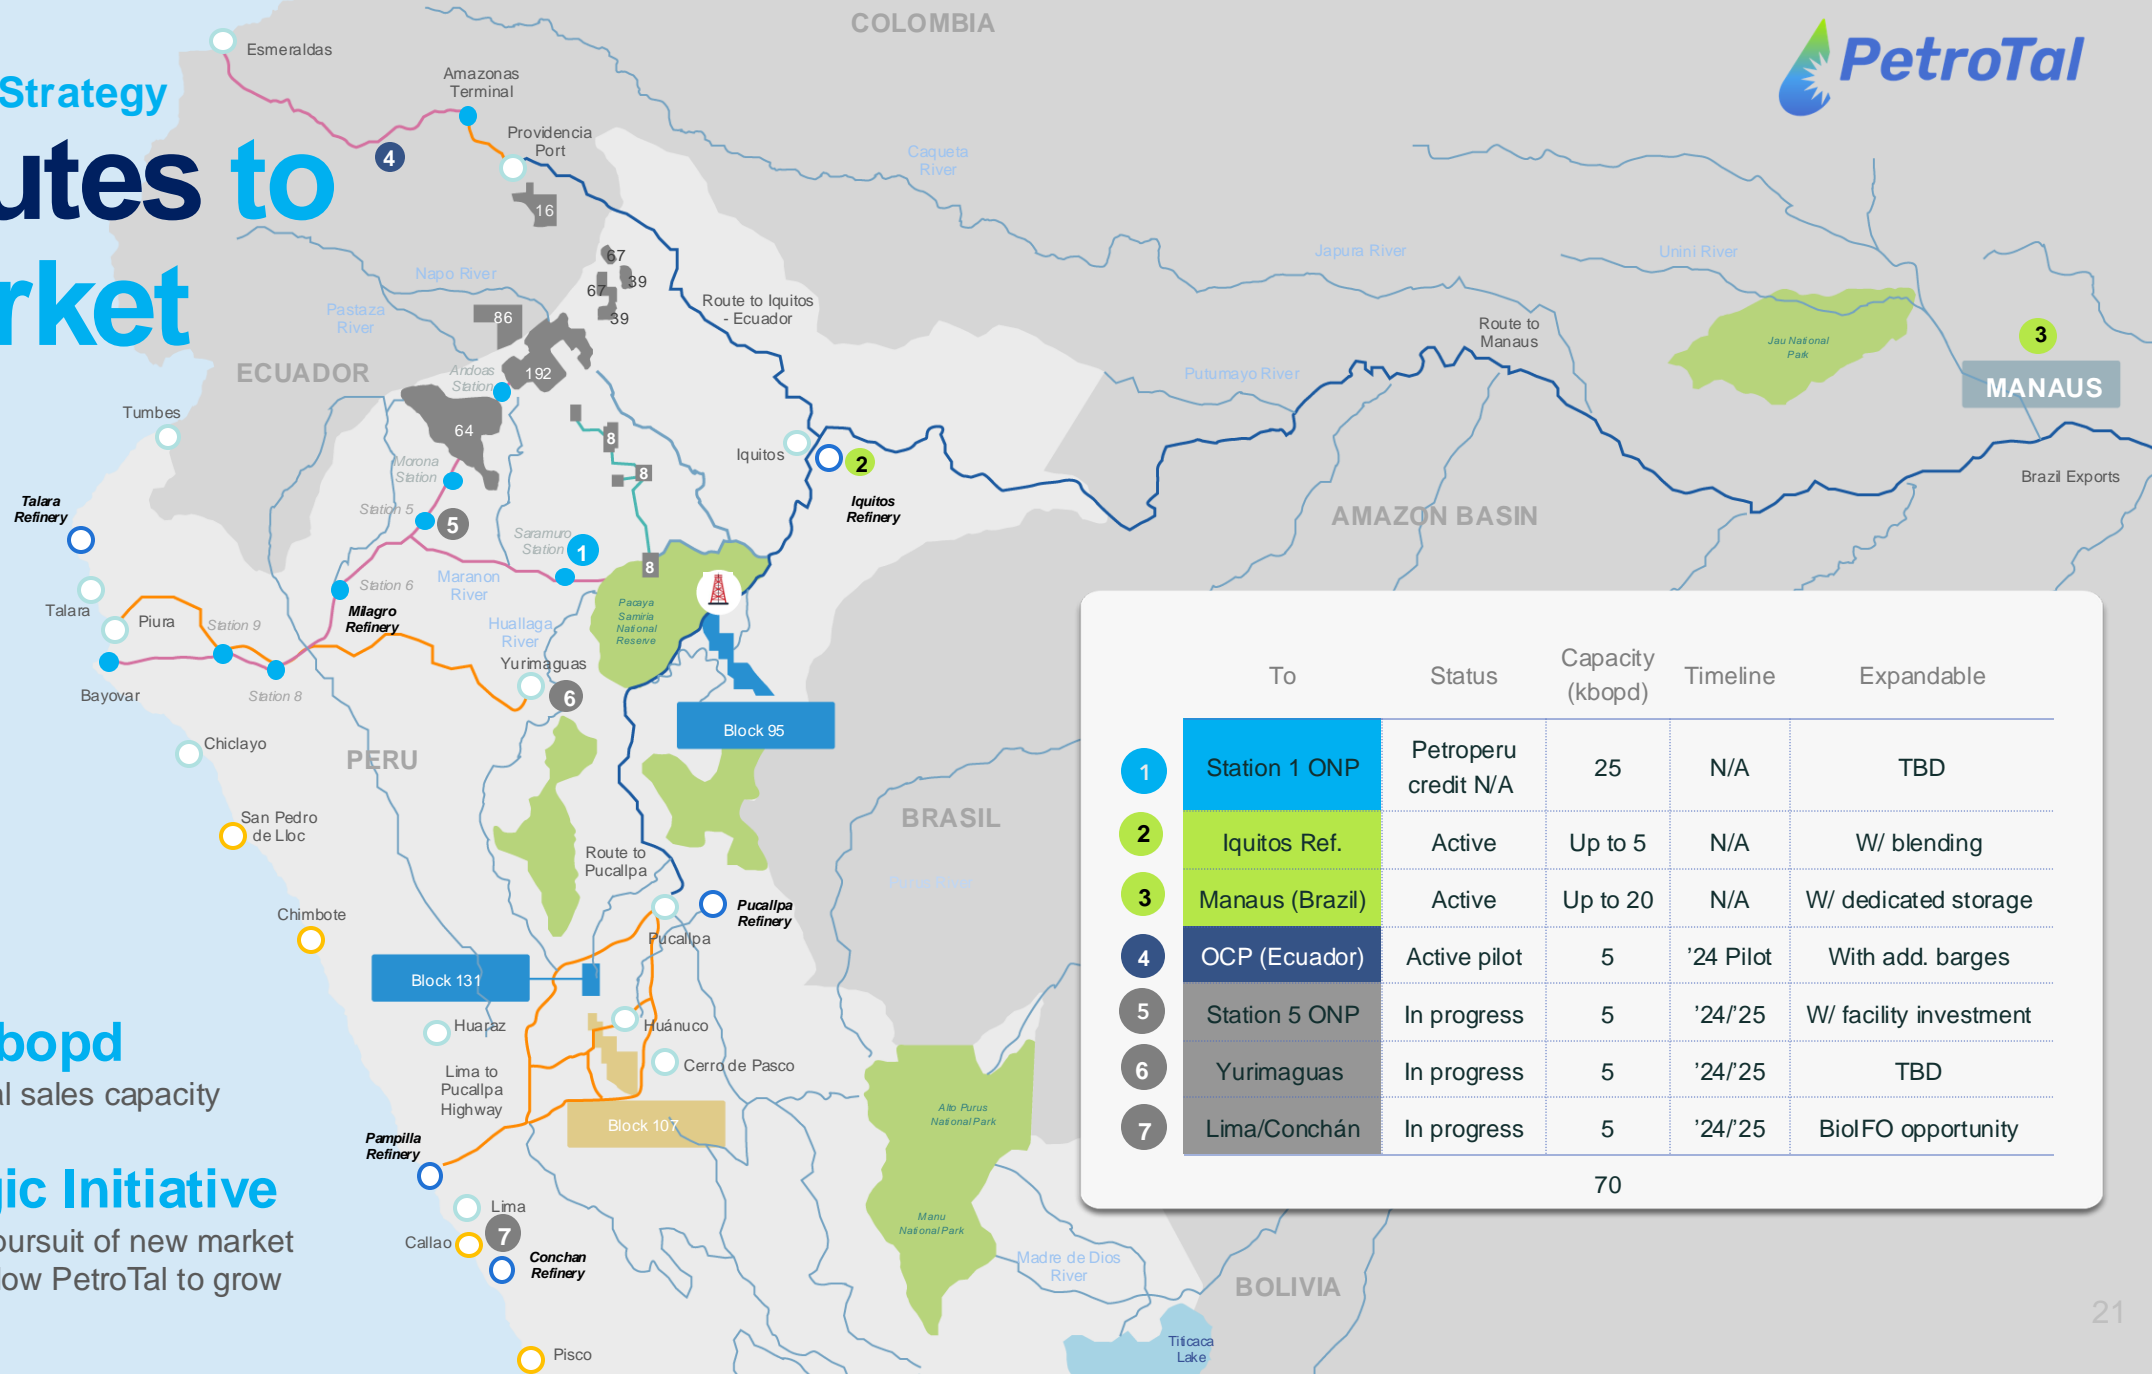 COLOMBIA
PetroTal
Strategy
utes to
rket
Esmeraldas
Amazonas
Terminal
Providencia
Port
4
16
Caqueta
River
Japura River
Unini River
67
39
67
39
Napo River
Pastaza
River
86
Route to Iquitos
- Ecuador
Route to
Manaus
Jau National
Park
3
MANAUS
ECUADOR
Andoas
Station
192
Putumayo River
Tumbes
64
8
Morona
Station
8
Iquitos
2
Iquitos
Refinery
Brazil Exports
Talara
Refinery
Station 5
5
Saramuro
Station
1
AMAZON BASIN
8
Maranon
River
Station 6
Talara
Piura
Milagro
Refinery
Station 9
Huallaga
River
Pacaya
Samiria
National
Reserve
Yurimaguas
6
Bayovar
Station 8
Block 95
Chiclayo
PERU
San Pedro
de Lloc
BRASIL
Route to
Pucallpa
Purus River
Chimbote
Pucallpa
Refinery
Pucallpa
Block 131
Huaraz
Huánuco
Cerro de Pasco
Lima to
Pucallpa
Highway
Block 107
Alto Purus
National Park
Pampilla
Refinery
Lima
7
Callao
Conchan
Refinery
Manu
National Park
Madre de Dios
River
BOLIVIA
Pisco
Titicaca
Lake
bopd
al sales capacity
gic Initiative
pursuit of new market
low PetroTal to grow
To Status Capacity (kbopd) Timeline Expandable
1 Station 1 ONP Petroperu credit N/A 25 N/A TBD
2 Iquitos Ref. Active Up to 5 N/A W/ blending
3 Manaus (Brazil) Active Up to 20 N/A W/ dedicated storage
4 OCP (Ecuador) Active pilot 5 ’24 Pilot With add. barges
5 Station 5 ONP In progress 5 ’24/’25 W/ facility investment
6 Yurimaguas In progress 5 ’24/’25 TBD
7 Lima/Conchán In progress 5 ’24/’25 BioIFO opportunity
70
21